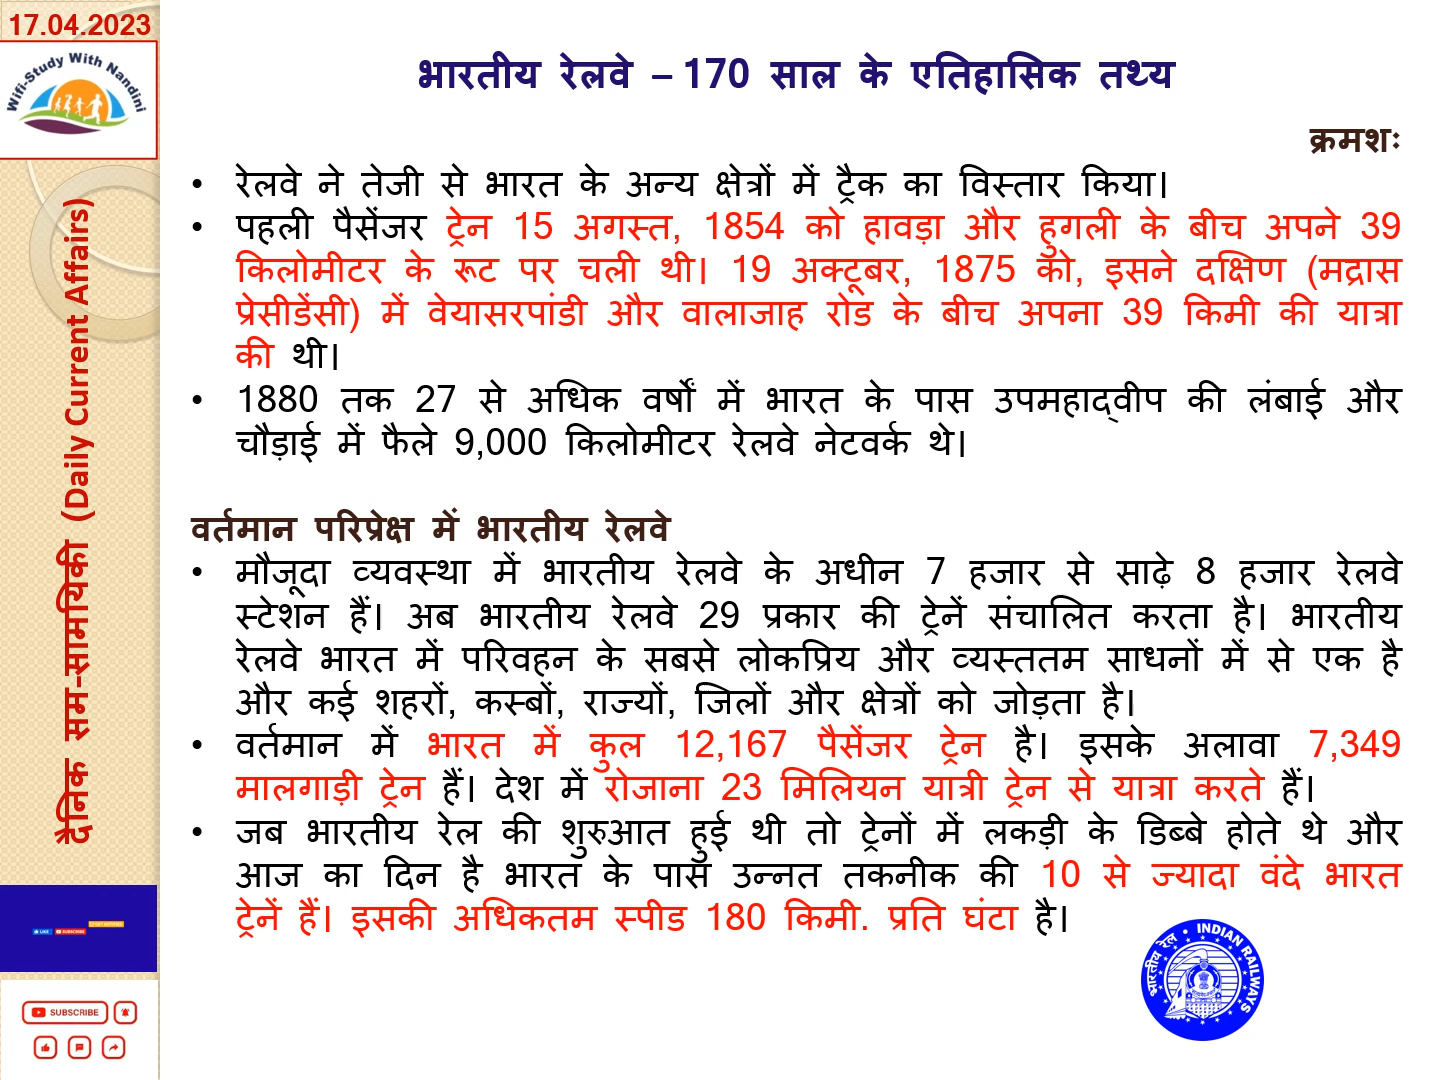 17.04.2023
Wifi-Study With Nandini
दैनिक सम-सामयिकी (Daily Current Affairs)
भारतीय रेलवे – 170 साल के एतिहासिक तथ्य
क्रमशः
• रेलवे ने तेजी से भारत के अन्य क्षेत्रों में ट्रैक का विस्तार किया।
• पहली पैसेंजर ट्रेन 15 अगस्त, 1854 को हावड़ा और हुगली के बीच अपने 39
किलोमीटर के रूट पर चली थी। 19 अक्टूबर, 1875 को, इसने दक्षिण (मद्रास
प्रेसीडेंसी) में वेयासरपांडी और वालाजाह रोड के बीच अपना 39 किमी की यात्रा
की थी।
• 1880 तक 27 से अधिक वर्षों में भारत के पास उपमहाद्वीप की लंबाई और
चौड़ाई में फैले 9,000 किलोमीटर रेलवे नेटवर्क थे।
वर्तमान परिप्रेक्ष में भारतीय रेलवे
• मौजूदा व्यवस्था में भारतीय रेलवे के अधीन 7 हजार से साढ़े 8 हजार रेलवे
स्टेशन हैं। अब भारतीय रेलवे 29 प्रकार की ट्रेनें संचालित करता है। भारतीय
रेलवे भारत में परिवहन के सबसे लोकप्रिय और व्यस्ततम साधनों में से एक है
और कई शहरों, कस्बों, राज्यों, जिलों और क्षेत्रों को जोड़ता है।
• वर्तमान में भारत में कुल 12,167 पैसेंजर ट्रेन है। इसके अलावा 7,349
मालगाड़ी ट्रेन हैं। देश में रोजाना 23 मिलियन यात्री ट्रेन से यात्रा करते हैं।
• जब भारतीय रेल की शुरुआत हुई थी तो ट्रेनों में लकड़ी के डिब्बे होते थे और
आज का दिन है भारत के पास उन्नत तकनीक की 10 से ज्यादा वंदे भारत
ट्रेनें हैं। इसकी अधिकतम स्पीड 180 किमी. प्रति घंटा है।
भारतीय रेल • INDIAN RAILWAYS
LIKE
SUBSCRIBE
SUBSCRIBE